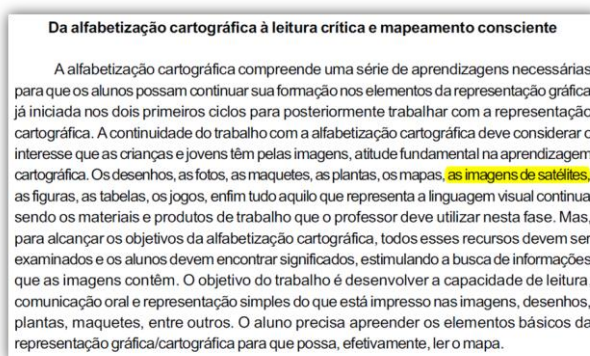 Da alfabetização cartográfica à leitura crítica e mapeamento consciente
A alfabetização cartográfica compreende uma série de aprendizagens necessárias
para que os alunos possam continuar sua formação nos elementos da representação gráfica
já iniciada nos dois primeiros ciclos para posteriormente trabalhar com a representação
cartográfica. A continuidade do trabalho com a alfabetização cartográfica deve considerar o
interesse que as crianças e jovens têm pelas imagens, atitude fundamental na aprendizagem
cartográfica. Os desenhos, as fotos, as maquetes, as plantas, os mapas, as imagens de satélites,
as figuras, as tabelas, os jogos, enfim tudo aquilo que representa a linguagem visual continua
sendo os materiais e produtos de trabalho que o professor deve utilizar nesta fase. Mas,
para alcançar os objetivos da alfabetização cartográfica, todos esses recursos devem ser
examinados e os alunos devem encontrar significados, estimulando a busca de informações
que as imagens contêm. O objetivo do trabalho é desenvolver a capacidade de leitura,
comunicação oral e representação simples do que está impresso nas imagens, desenhos,
plantas, maquetes, entre outros. O aluno precisa apreender os elementos básicos da
representação gráfica/cartográfica para que possa, efetivamente, ler o mapa.